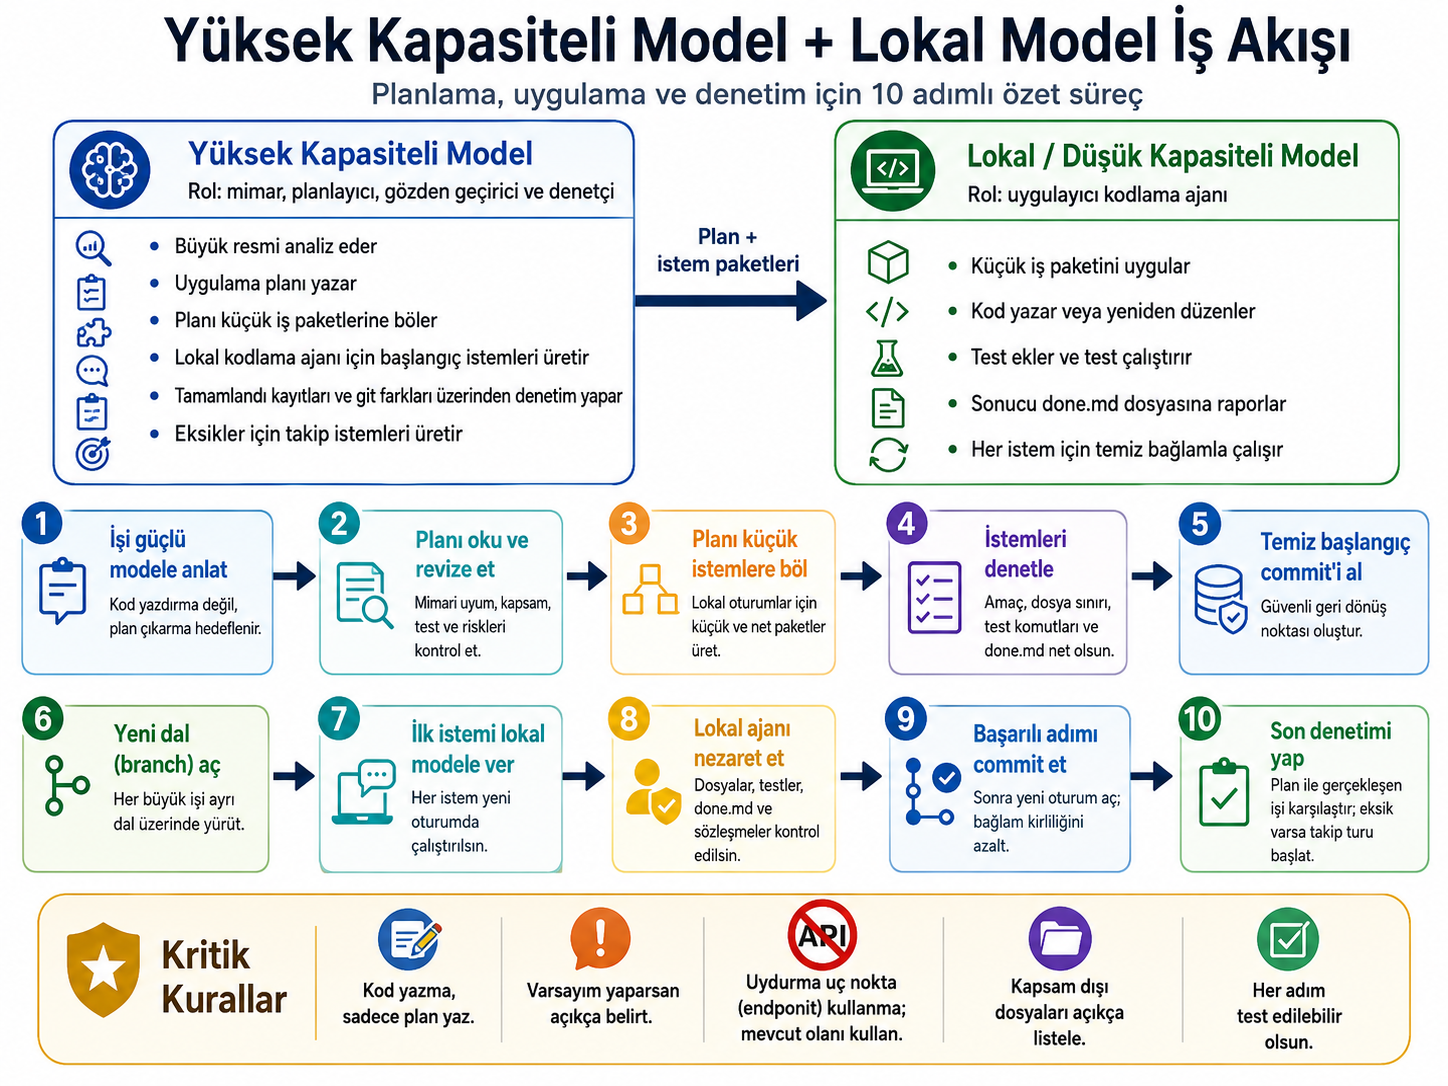 Yüksek Kapasiteli Model + Lokal Model İş Akışı
Planlama, uygulama ve denetim için 10 adımlı özet süreç
Yüksek Kapasiteli Model
Rol: mimar, planlayıcı, gözden geçirici ve denetçi
• Büyük resmi analiz eder
• Uygulama planı yazar
• Planı küçük iş paketlerine böler
• Lokal kodlama ajanı için başlangıç istemleri üretir
• Tamamlandı kayıtları ve git farkları üzerinden denetim yapar
• Eksikler için takip istemleri üretir
Plan +
istem paketleri
</>
Lokal / Düşük Kapasiteli Model
Rol: uygulayıcı kodlama ajanı
• Küçük iş paketini uygular
</>
• Kod yazar veya yeniden düzenler
• Test ekler ve test çalıştırır
• Sonucu done.md dosyasına raporlar
• Her istem için temiz bağlamla çalışır
1
İşi güçlü
modele anlat
Kod yazdırma değil,
plan çıkarma hedeflenir.
2
Planı oku ve
revize et
Mimari uyum, kapsam,
test ve riskleri
kontrol et.
3
Planı küçük
istemlere böl
Lokal oturumlar için
küçük ve net paketler
üret.
4
İstemleri
denetle
Amaç, dosya sınırı,
test komutları ve
done.md net olsun.
5
Temiz başlangıç
commit'i al
Güvenli geri dönüş
noktası oluştur.
6
Yeni dal
(branch) aç
Her büyük işi ayrı
dal üzerinde yürüt.
7
İlk istemi lokal
modele ver
Her istem yeni
oturumda
çalıştırılsın.
8
Lokal ajanı
nezaret et
Dosyalar, testler,
done.md ve
sözleşmeler kontrol
edilsin.
9
Başarılı adımı
commit et
Sonra yeni oturum aç;
bağlam kirliliğini
azalt.
10
Son denetimi
yap
Plan ile gerçekleşen
işi karşılaştır; eksik
varsa takip turu
başlat.
Kritik
Kurallar
Kod yazma,
sadece plan yaz.
!
Varsayım yaparsan
açıkça belirt.
API
Uydurma uç nokta
(endponit) kullanma;
mevcut olanı kullan.
Kapsam dışı
dosyaları açıkça
listele.
Her adım
test edilebilir
olsun.